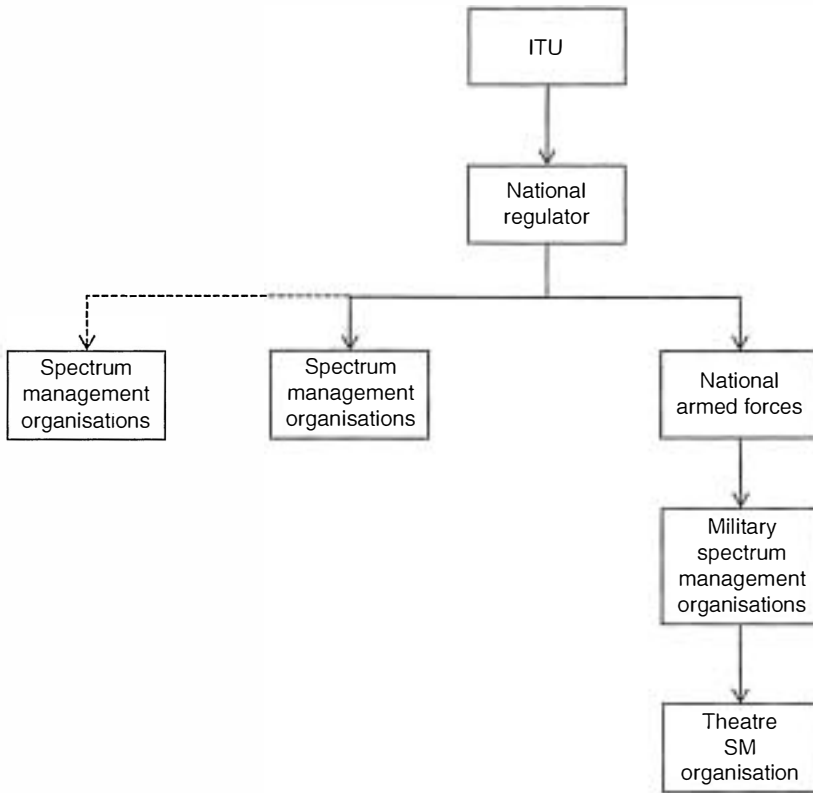 ITU
National
regulator
Spectrum
management
organisations
Spectrum
management
organisations
National
armed forces
Military
spectrum
management
organisations
Theatre
SM
organisation